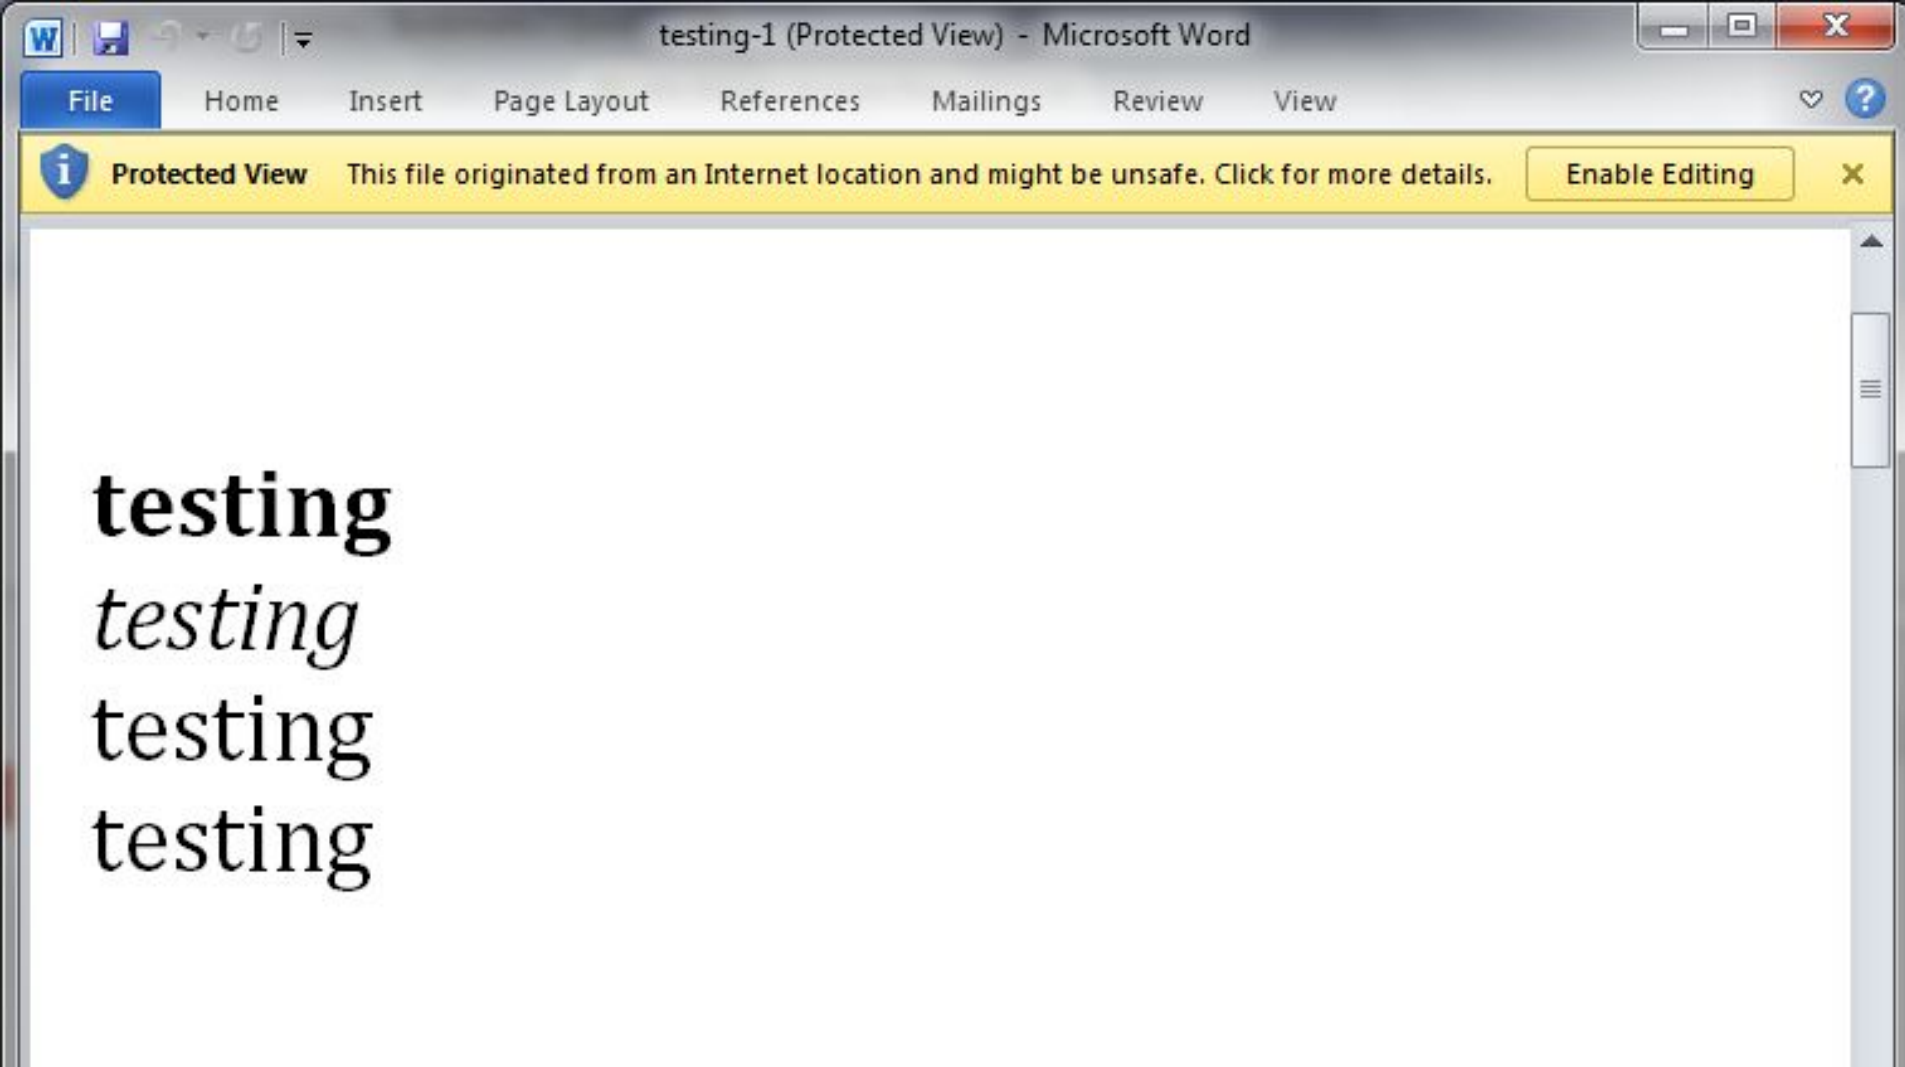 testing-1 (Protected View) - Microsoft Word
File Home Insert Page Layout References Mailings Review View
Protected View This file originated from an Internet location and might be unsafe. Click for more details. Enable Editing
testing
testing
testing
testing